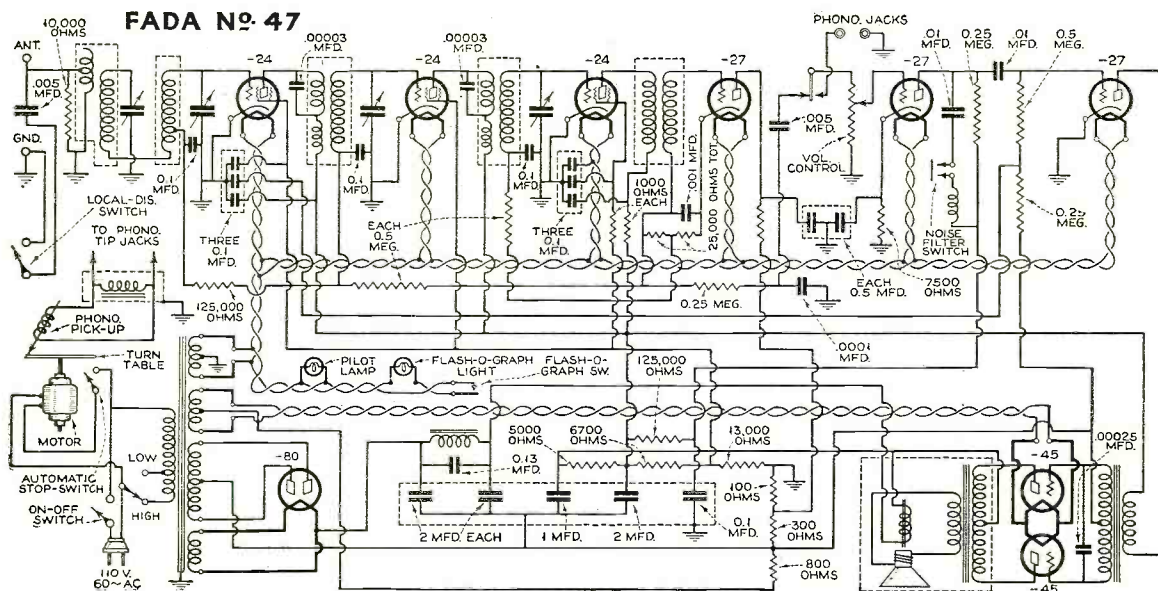 FADA No. 47
10,000
OHMS
ANT.
.005
MFD.
GND.
LOCAL-DIS.
SWITCH
TO PHONO.
TIP JACKS
PHONO.
PICK-UP
TURN
TABLE
MOTOR
AUTOMATIC
STOP-SWITCH
ON-OFF
SWITCH
110 V.
60~AC
LOW
HIGH
-24
.00003
MFD.
-24
.00003
MFD.
-24
-27
PHONO. JACKS
.01
MFD.
0.25
MEG.
.01
MFD.
0.5
MEG.
-27
-27
0.1
MFD.
0.1
MFD.
0.1
MFD.
THREE
0.1
MFD.
EACH
0.5
MEG.
THREE
0.1
MFD.
1000
OHMS
EACH
.001 MFD.
25,000 OHMS TOT.
.005
MFD.
VOL.
CONTROL
NOISE
FILTER
SWITCH
0.25
MEG.
125,000
OHMS
0.25 MEG.
EACH
0.5 MFD.
7500
OHMS
.0001
MFD.
PILOT
LAMP
FLASH-O-GRAPH
LIGHT
FLASH-O-
GRAPH SW.
125,000
OHMS
5000
OHMS
6700
OHMS
13,000
OHMS
-80
0.13
MFD.
100
OHMS
300
OHMS
800
OHMS
2 MFD. EACH
1 MFD.
2 MFD.
0.1
MFD.
-45
.00025
MFD.
-45